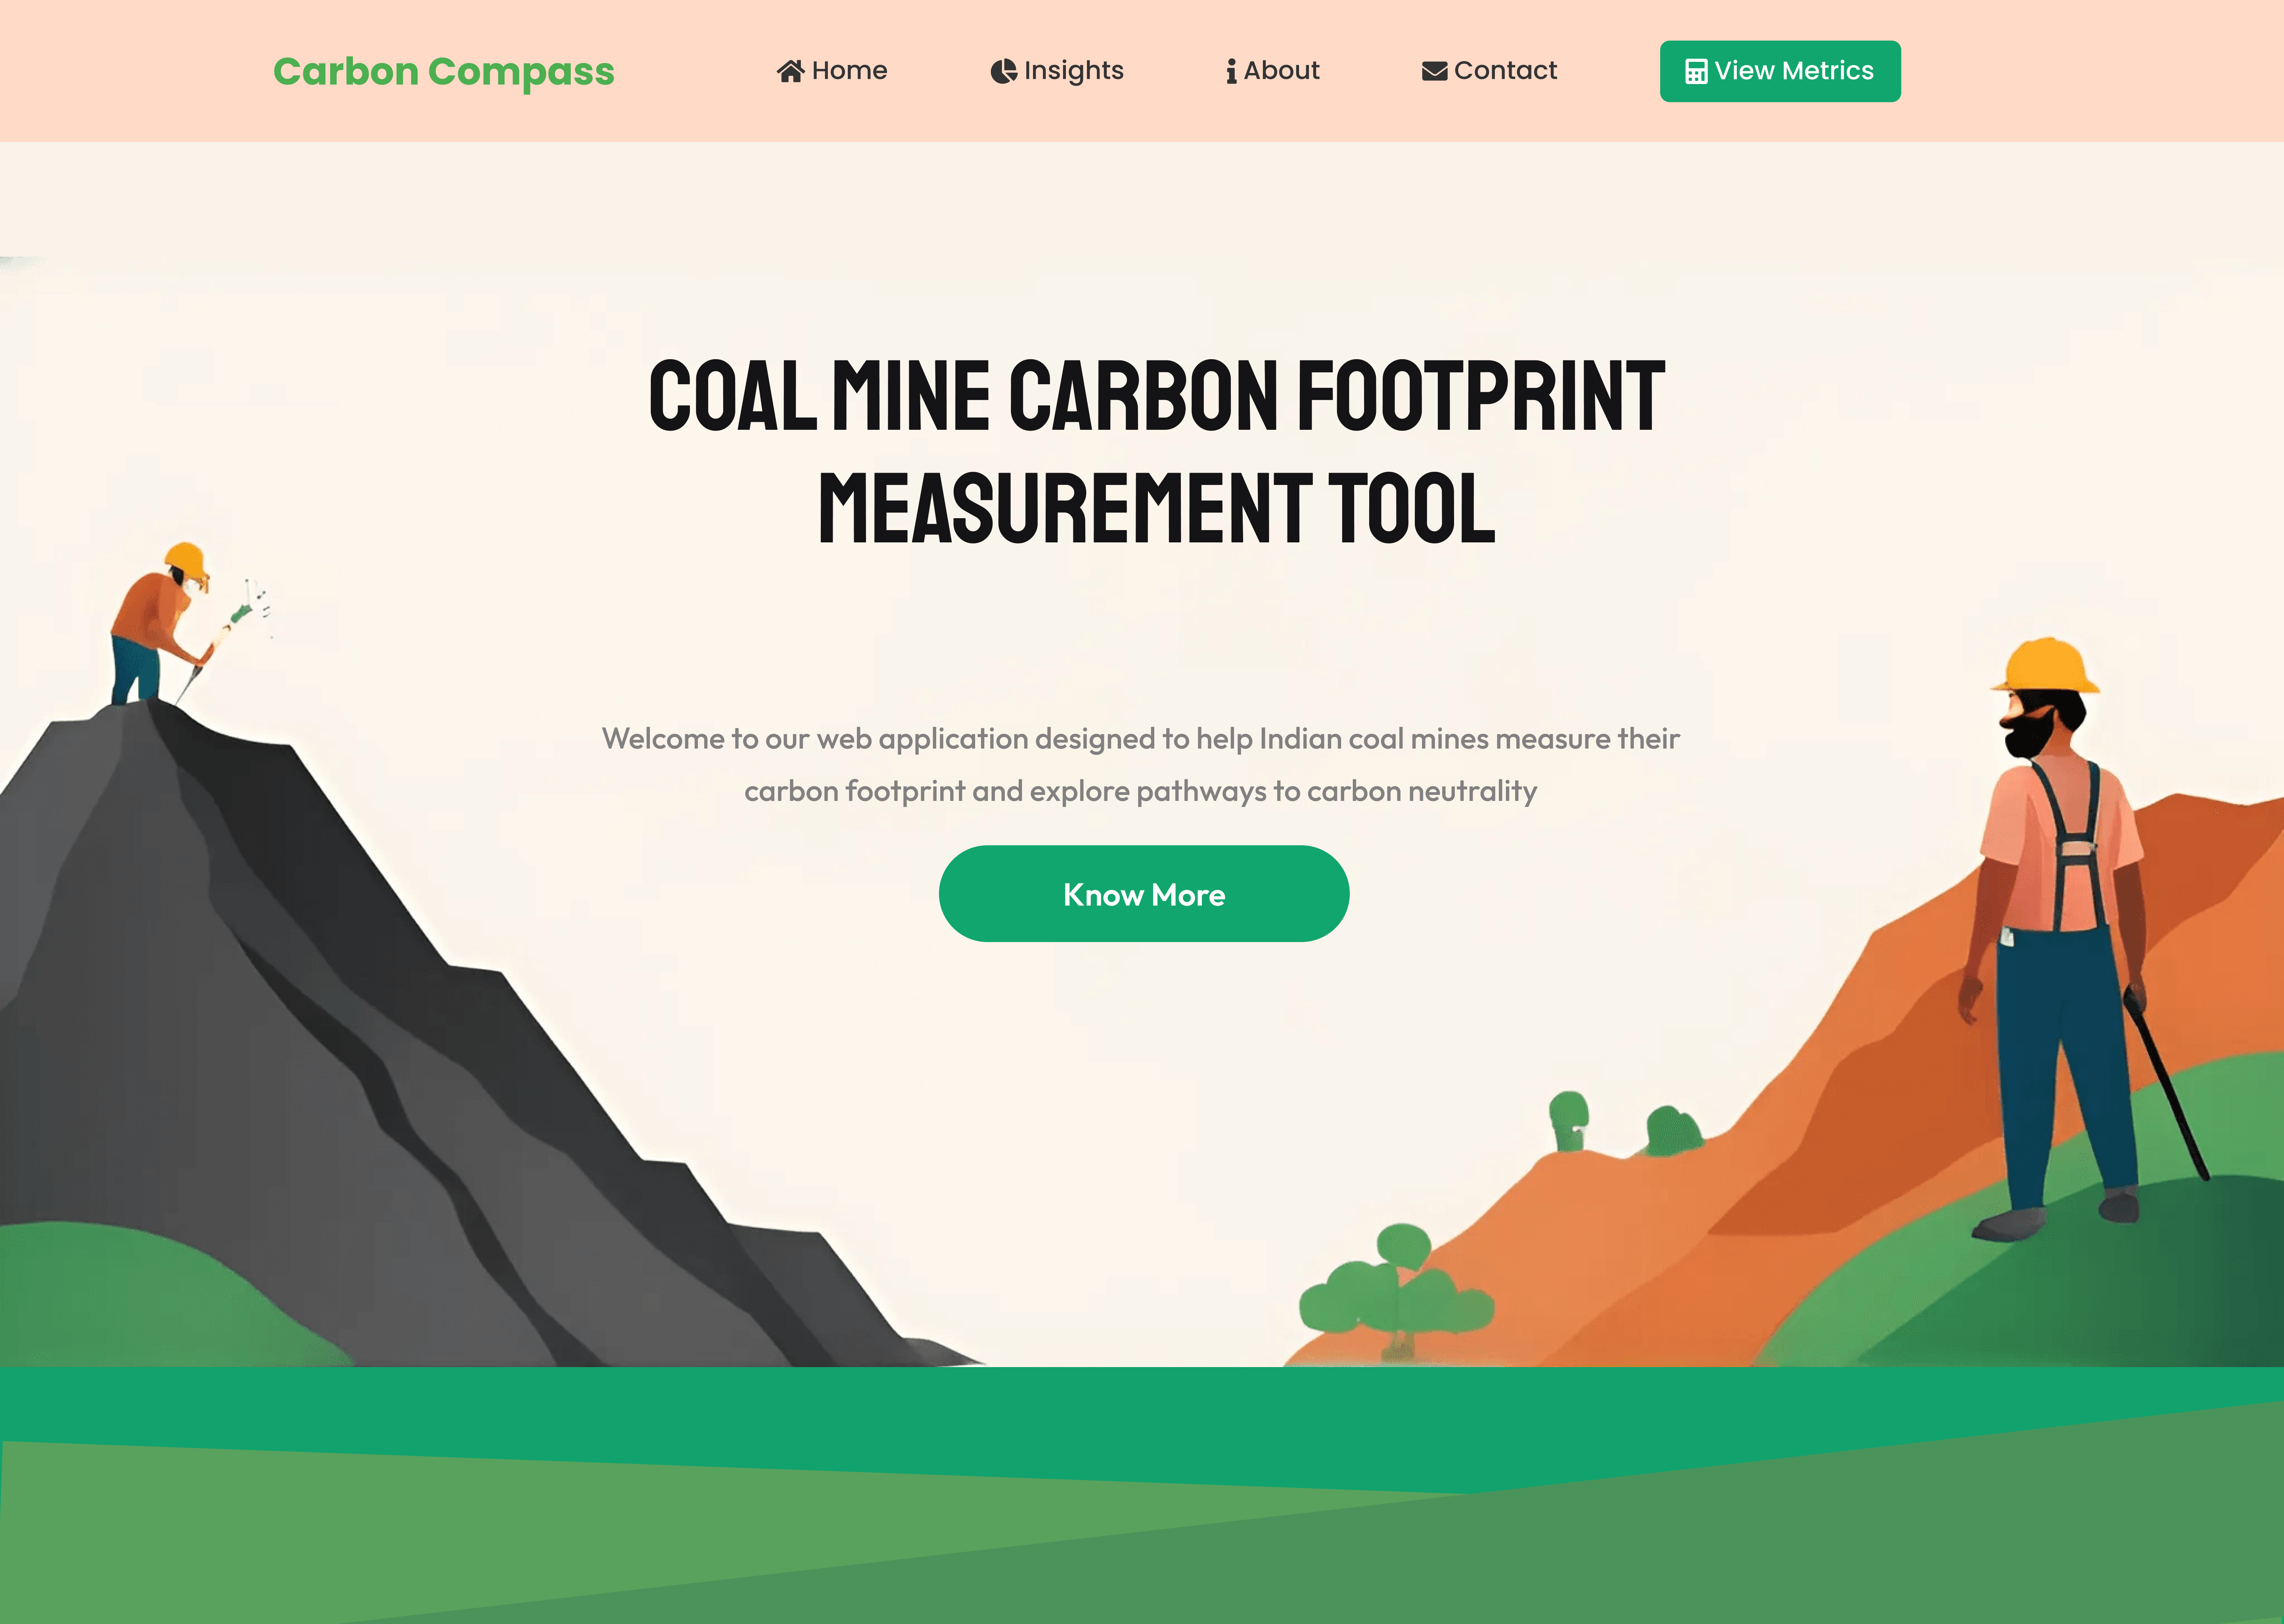 Carbon Compass
Home
Insights
About
Contact
View Metrics
COAL MINE CARBON FOOTPRINT
MEASUREMENT TOOL
Welcome to our web application designed to help Indian coal mines measure their
carbon footprint and explore pathways to carbon neutrality
Know More